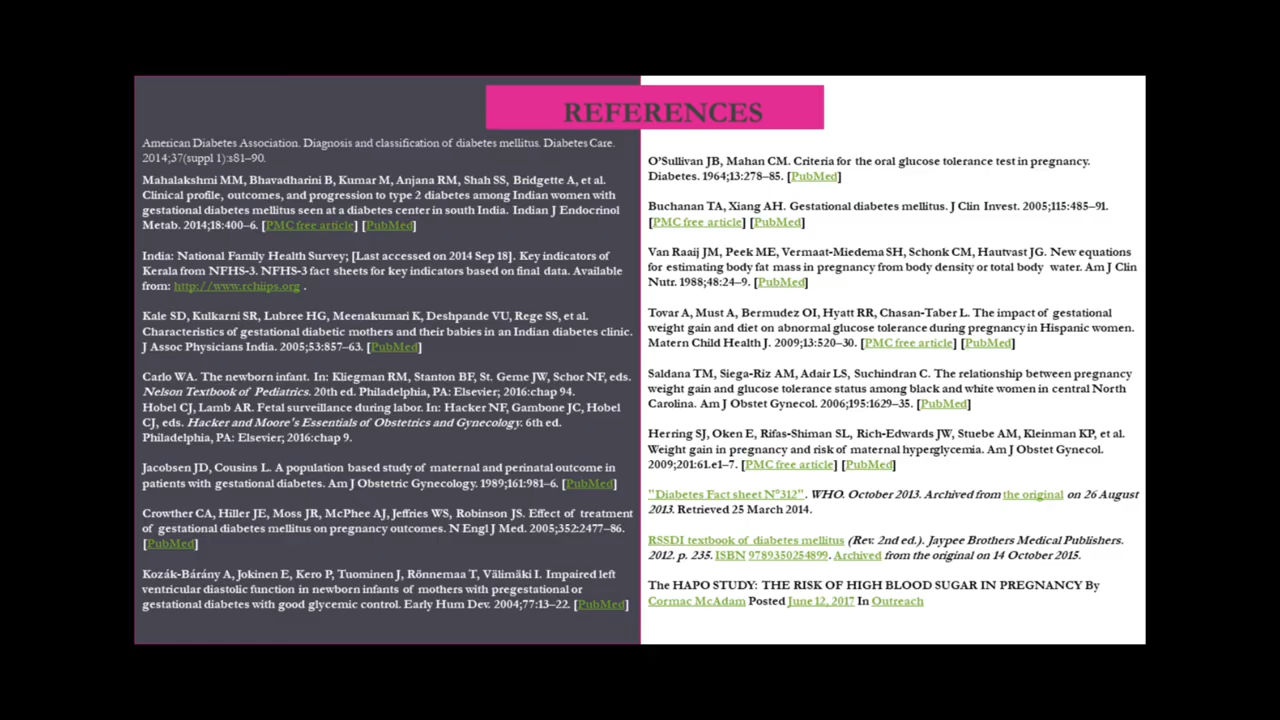 REFERENCES
American Diabetes Association. Diagnosis and classification of diabetes mellitus. Diabetes Care.
2014;37(suppl 1):s81–90.
Mahalakshmi MM, Bhavadharini B, Kumar M, Anjana RM, Shah SS, Bridgette A, et al.
Clinical profile, outcomes, and progression to type 2 diabetes among Indian women with
gestational diabetes mellitus seen at a diabetes center in south India. Indian J Endocrinol
Metab. 2014;18:400–6. [PMC free article] [PubMed]
India: National Family Health Survey; [Last accessed on 2014 Sep 18]. Key indicators of
Kerala from NFHS-3. NFHS-3 fact sheets for key indicators based on final data. Available
from: http://www.rchiips.org .
Kale SD, Kulkarni SR, Lubree HG, Meenakumari K, Deshpande VU, Rege SS, et al.
Characteristics of gestational diabetic mothers and their babies in an Indian diabetes clinic.
J Assoc Physicians India. 2005;53:857–63. [PubMed]
Carlo WA. The newborn infant. In: Kliegman RM, Stanton BF, St. Geme JW, Schor NF, eds.
Nelson Textbook of Pediatrics. 20th ed. Philadelphia, PA: Elsevier; 2016:chap 94.
Hobel CJ, Lamb AR. Fetal surveillance during labor. In: Hacker NF, Gambone JC, Hobel
CJ, eds. Hacker and Moore's Essentials of Obstetrics and Gynecology. 6th ed.
Philadelphia, PA: Elsevier; 2016:chap 9.
Jacobsen JD, Cousins L. A population based study of maternal and perinatal outcome in
patients with gestational diabetes. Am J Obstetric Gynecology. 1989;161:981–6. [PubMed]
Crowther CA, Hiller JE, Moss JR, McPhee AJ, Jeffries WS, Robinson JS. Effect of treatment
of gestational diabetes mellitus on pregnancy outcomes. N Engl J Med. 2005;352:2477–86.
[PubMed]
Kozák-Bárány A, Jokinen E, Kero P, Tuominen J, Rönnemaa T, Välimäki I. Impaired left
ventricular diastolic function in newborn infants of mothers with pregestational or
gestational diabetes with good glycemic control. Early Hum Dev. 2004;77:13–22. [PubMed]
O'Sullivan JB, Mahan CM. Criteria for the oral glucose tolerance test in pregnancy.
Diabetes. 1964;13:278–85. [PubMed]
Buchanan TA, Xiang AH. Gestational diabetes mellitus. J Clin Invest. 2005;115:485–91.
[PMC free article] [PubMed]
Van Raaij JM, Peek ME, Vermaat-Miedema SH, Schonk CM, Hautvast JG. New equations
for estimating body fat mass in pregnancy from body density or total body water. Am J Clin
Nutr. 1988;48:24–9. [PubMed]
Tovar A, Must A, Bermudez OI, Hyatt RR, Chasan-Taber L. The impact of gestational
weight gain and diet on abnormal glucose tolerance during pregnancy in Hispanic women.
Matern Child Health J. 2009;13:520–30. [PMC free article] [PubMed]
Saldana TM, Siega-Riz AM, Adair LS, Suchindran C. The relationship between pregnancy
weight gain and glucose tolerance status among black and white women in central North
Carolina. Am J Obstet Gynecol. 2006;195:1629–35. [PubMed]
Herring SJ, Oken E, Rifas-Shiman SL, Rich-Edwards JW, Stuebe AM, Kleinman KP, et al.
Weight gain in pregnancy and risk of maternal hyperglycemia. Am J Obstet Gynecol.
2009;201:61.e1–7. [PMC free article] [PubMed]
"Diabetes Fact sheet N°312". WHO. October 2013. Archived from the original on 26 August
2013. Retrieved 25 March 2014.
RSSDI textbook of diabetes mellitus (Rev. 2nd ed.). Jaypee Brothers Medical Publishers.
2012. p. 235. ISBN 9789350254899. Archived from the original on 14 October 2015.
The HAPO STUDY: THE RISK OF HIGH BLOOD SUGAR IN PREGNANCY By
Cormac McAdam Posted June 12, 2017 In Outreach